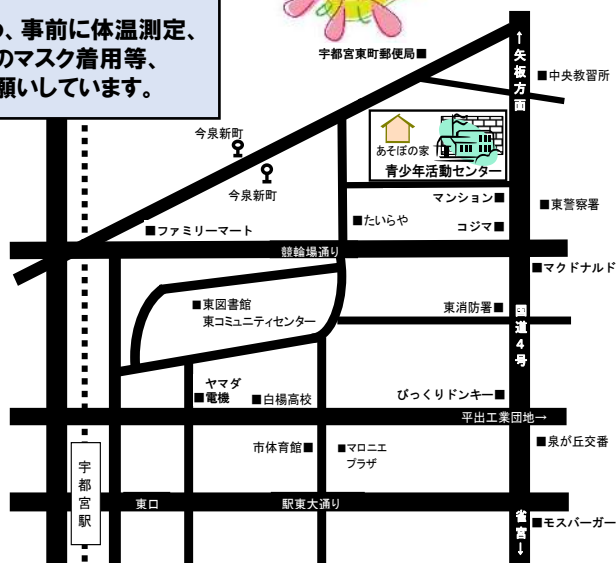 、事前に体温測定、
のマスク着用等、
願いしています。
宇都宮東町郵便局■
↑矢板方面
■中央教習所
今泉新町
今泉新町
あそぼの家
青少年活動センター
マンション■
■東警察署
■たいらや
コジマ■
■ファミリーマート
競輪場通り
■マクドナルド
■東図書館
東コミュニティセンター
東消防署■
国道4号
ヤマダ
■電機
■白楊高校
びっくりドンキー■
平出工業団地→
市体育館■
■マロニエ
プラザ
■泉が丘交番
宇都宮駅
東口
駅東大通り
雀宮↓
■モスバーガー